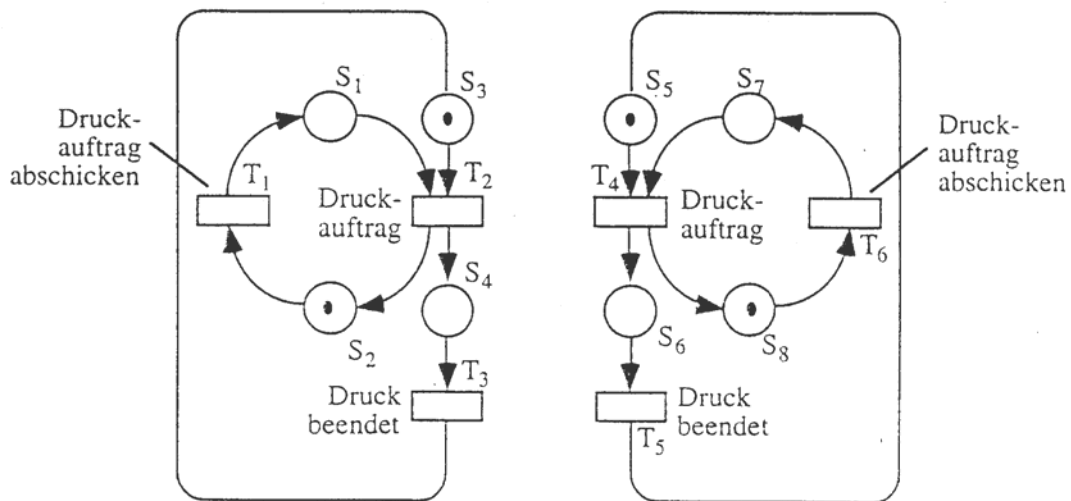 S1
S3
S5
S7
Druck-
auftrag
abschicken
T1
T2
Druck-
auftrag
T4
Druck-
auftrag
Druck-
auftrag
abschicken
T6
S4
S2
S6
S8
T3
Druck
beendet
Druck
beendet
T5